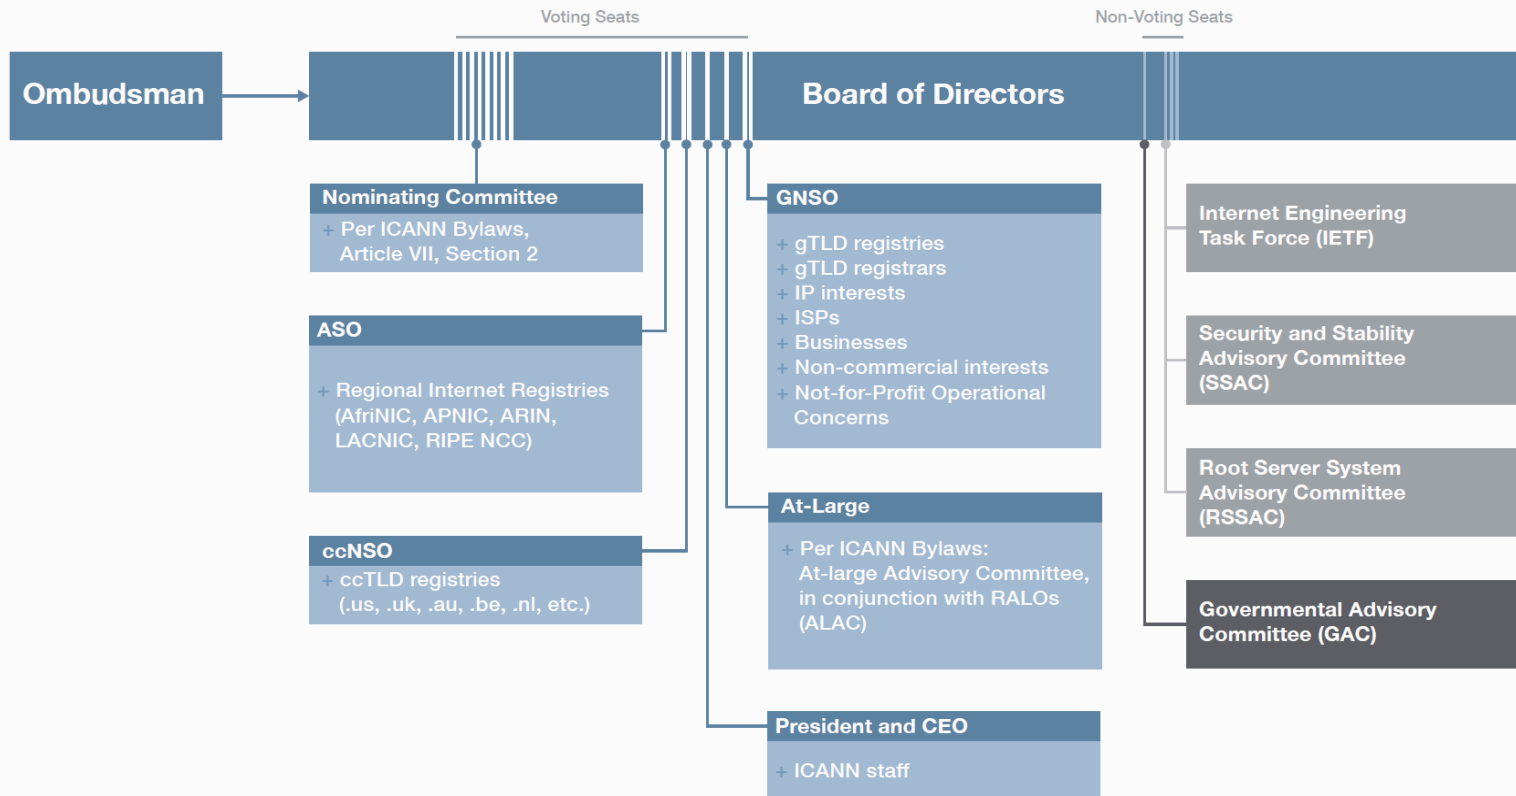 Voting Seats
Non-Voting Seats
Ombudsman
Board of Directors
Nominating Committee
+ Per ICANN Bylaws,
Article VII, Section 2
ASO
+ Regional Internet Registries
(AfriNIC, APNIC, ARIN,
LACNIC, RIPE NCC)
ccNSO
+ ccTLD registries
(.us, .uk, .au, .be, .nl, etc.)
GNSO
+ gTLD registries
+ gTLD registrars
+ IP interests
+ ISPs
+ Businesses
+ Non-commercial interests
+ Not-for-Profit Operational
Concerns
At-Large
+ Per ICANN Bylaws:
At-large Advisory Committee,
in conjunction with RALOs
(ALAC)
President and CEO
+ ICANN staff
Internet Engineering
Task Force (IETF)
Security and Stability
Advisory Committee
(SSAC)
Root Server System
Advisory Committee
(RSSAC)
Governmental Advisory
Committee (GAC)